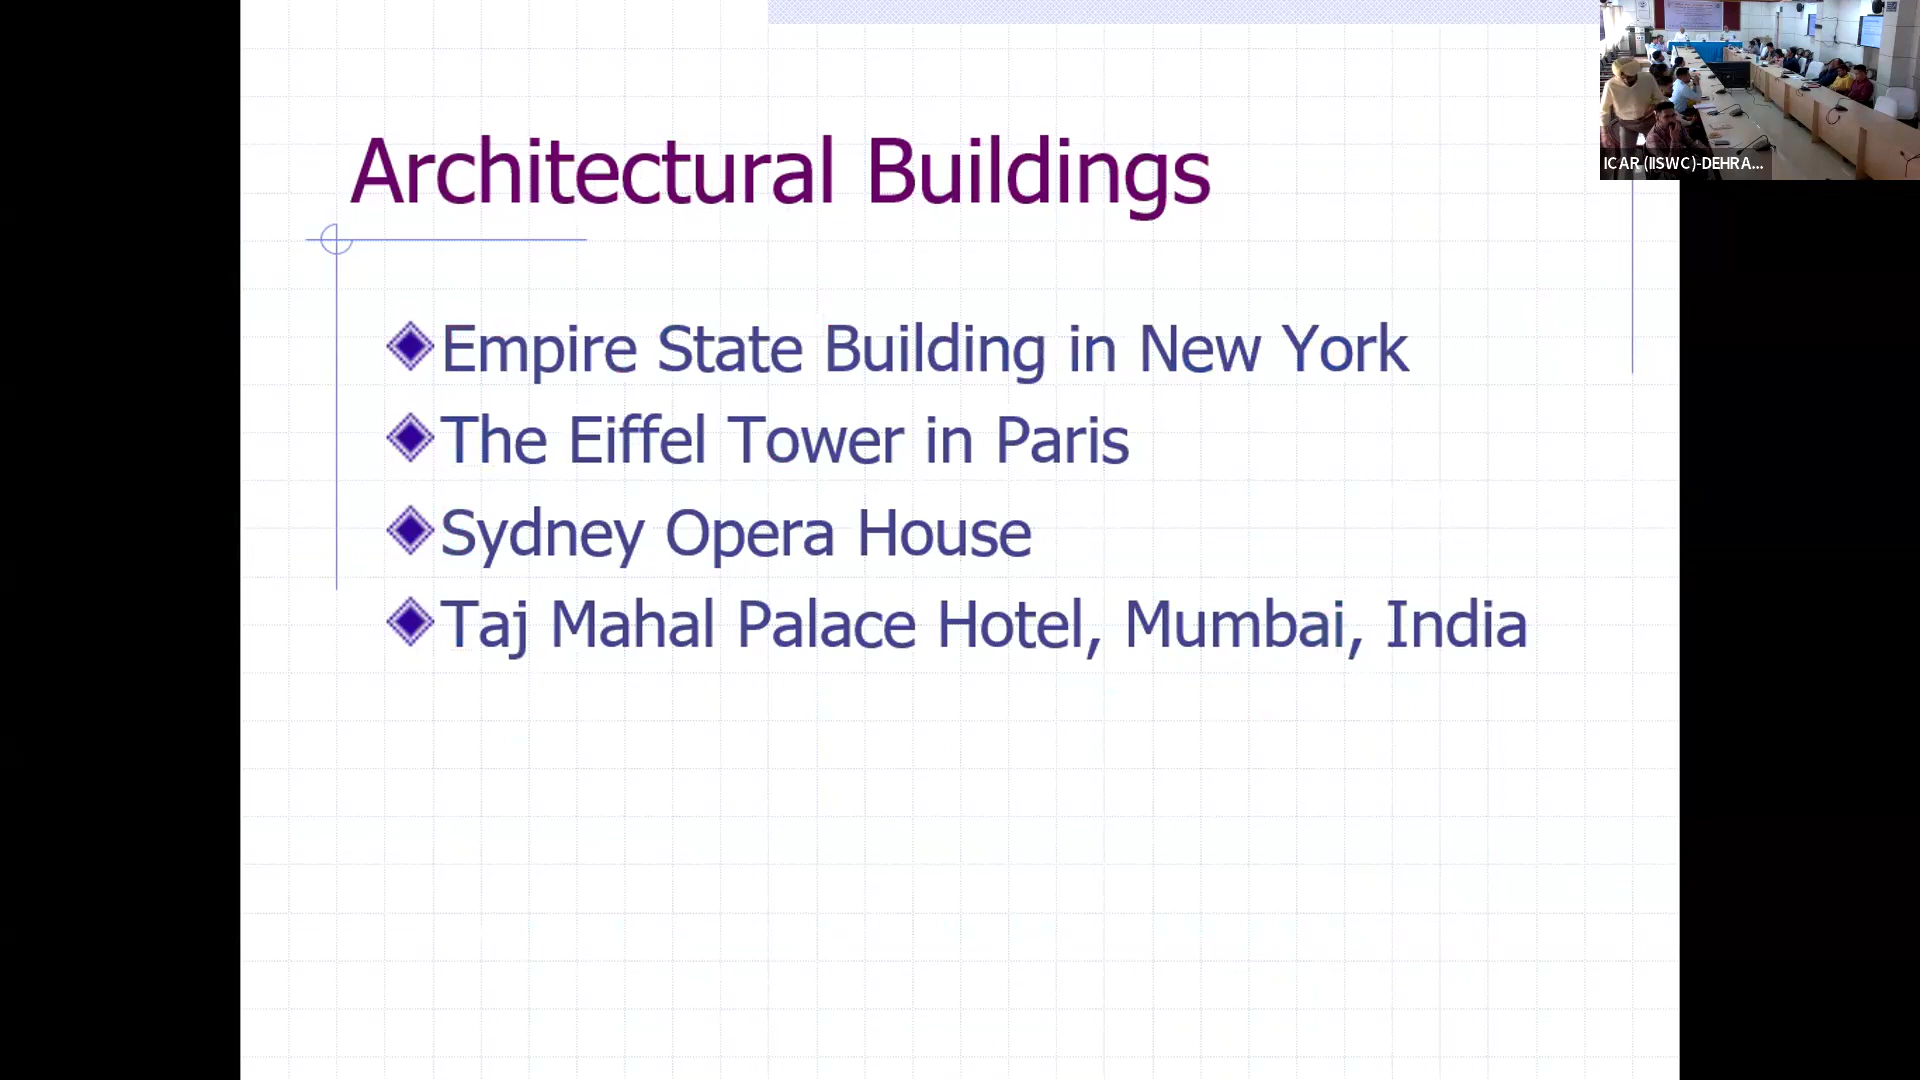 Architectural Buildings
Empire State Building in New York
The Eiffel Tower in Paris
Sydney Opera House
Taj Mahal Palace Hotel, Mumbai, India
ICAR (IISWC)-DEHRA...